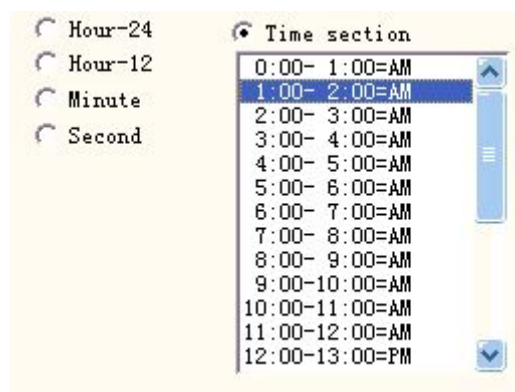 Hour-24
Hour-12
Minute
Second
Time section
0:00- 1:00=AM
1:00- 2:00=AM
2:00- 3:00=AM
3:00- 4:00=AM
4:00- 5:00=AM
5:00- 6:00=AM
6:00- 7:00=AM
7:00- 8:00=AM
8:00- 9:00=AM
9:00-10:00=AM
10:00-11:00=AM
11:00-12:00=AM
12:00-13:00=PM